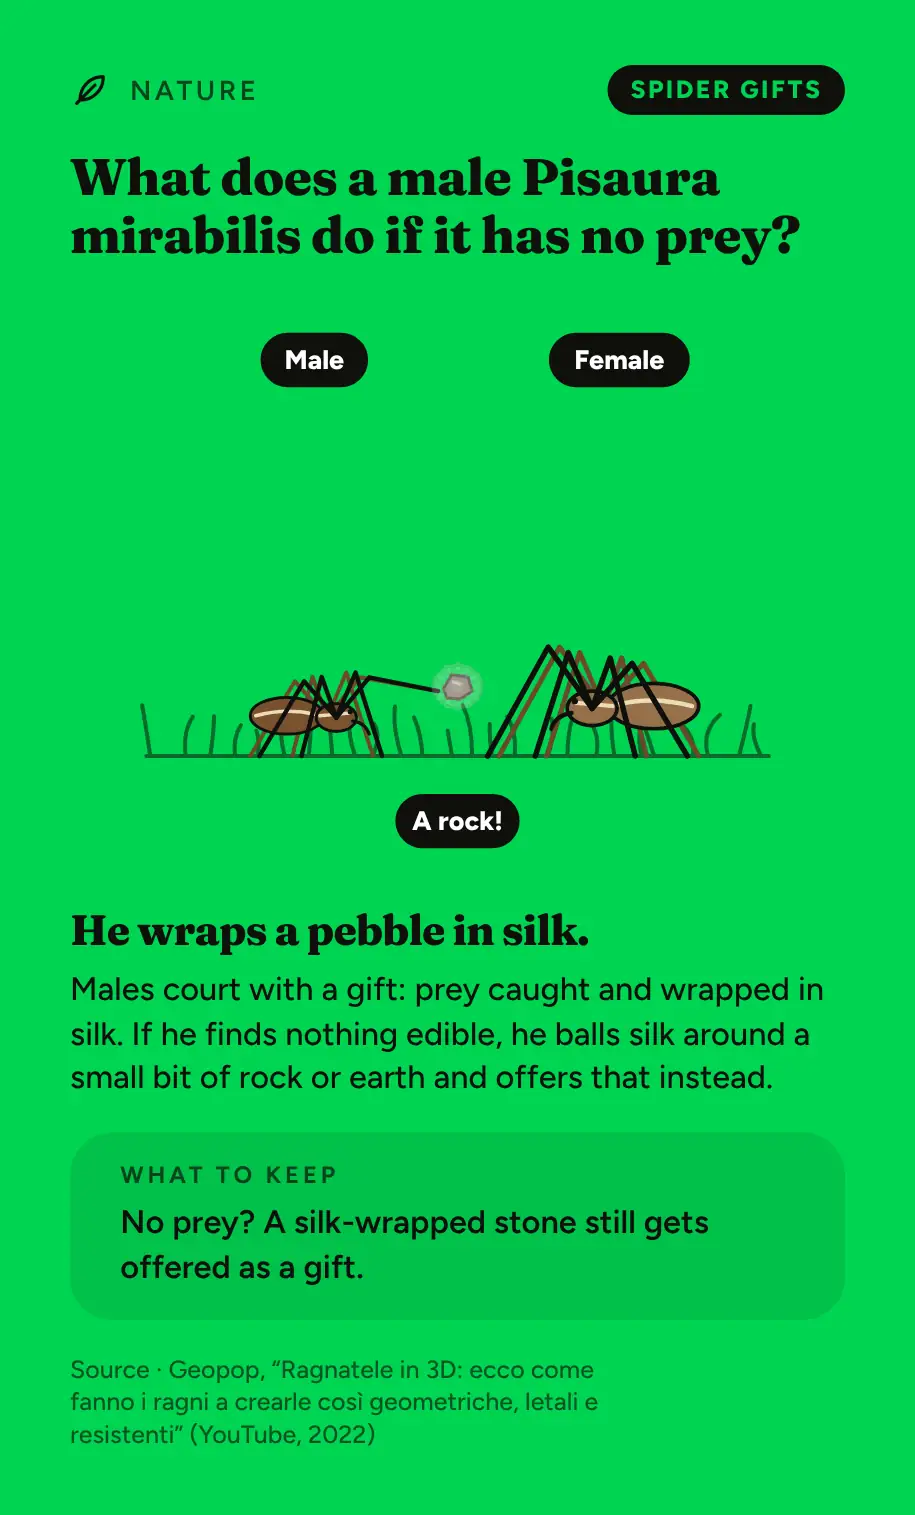 NATURE
SPIDER GIFTS
What does a male Pisaura
mirabilis do if it has no prey?
Male
Female
A rock!
He wraps a pebble in silk.
Males court with a gift: prey caught and wrapped in
silk. If he finds nothing edible, he balls silk around a
small bit of rock or earth and offers that instead.
WHAT TO KEEP
No prey? A silk-wrapped stone still gets
offered as a gift.
Source · Geopop, “Ragnatele in 3D: ecco come
fanno i ragni a crearle così geometriche, letali e
resistenti” (YouTube, 2022)